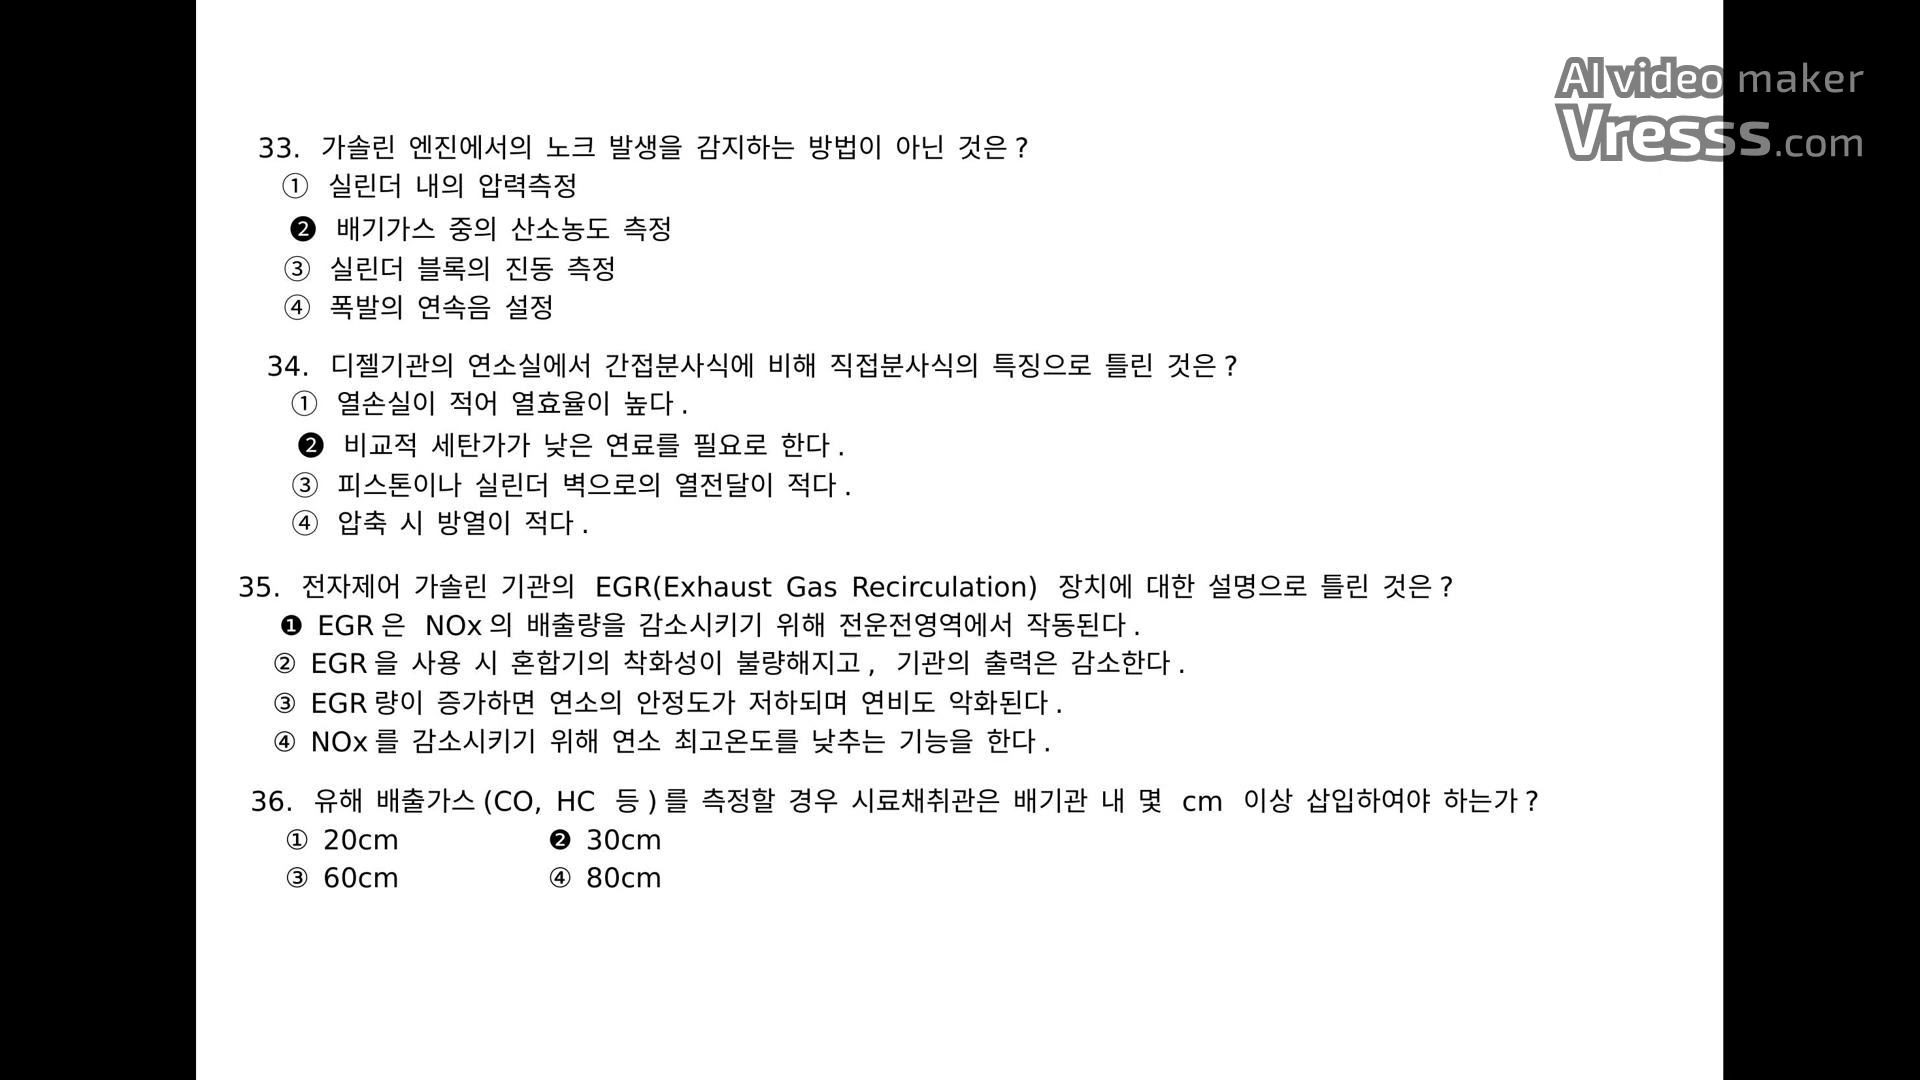 AI video maker
Vresss.com
33. 가솔린 엔진에서의 노크 발생을 감지하는 방법이 아닌 것은?
① 실린더 내의 압력측정
❷ 배기가스 중의 산소농도 측정
③ 실린더 블록의 진동 측정
④ 폭발의 연속음 설정
34. 디젤기관의 연소실에서 간접분사식에 비해 직접분사식의 특징으로 틀린 것은?
① 열손실이 적어 열효율이 높다.
❷ 비교적 세탄가가 낮은 연료를 필요로 한다.
③ 피스톤이나 실린더 벽으로의 열전달이 적다.
④ 압축 시 방열이 적다.
35. 전자제어 가솔린 기관의 EGR(Exhaust Gas Recirculation) 장치에 대한 설명으로 틀린 것은?
❶ EGR은 NOx의 배출량을 감소시키기 위해 전운전영역에서 작동된다.
② EGR을 사용 시 혼합기의 착화성이 불량해지고, 기관의 출력은 감소한다.
③ EGR량이 증가하면 연소의 안정도가 저하되며 연비도 악화된다.
④ NOx를 감소시키기 위해 연소 최고온도를 낮추는 기능을 한다.
36. 유해 배출가스(CO, HC 등)를 측정할 경우 시료채취관은 배기관 내 몇 cm 이상 삽입하여야 하는가?
① 20cm ❷ 30cm
③ 60cm ④ 80cm